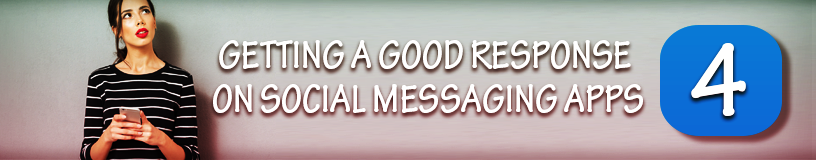 GETTING A GOOD RESPONSE
ON SOCIAL MESSAGING APPS
4